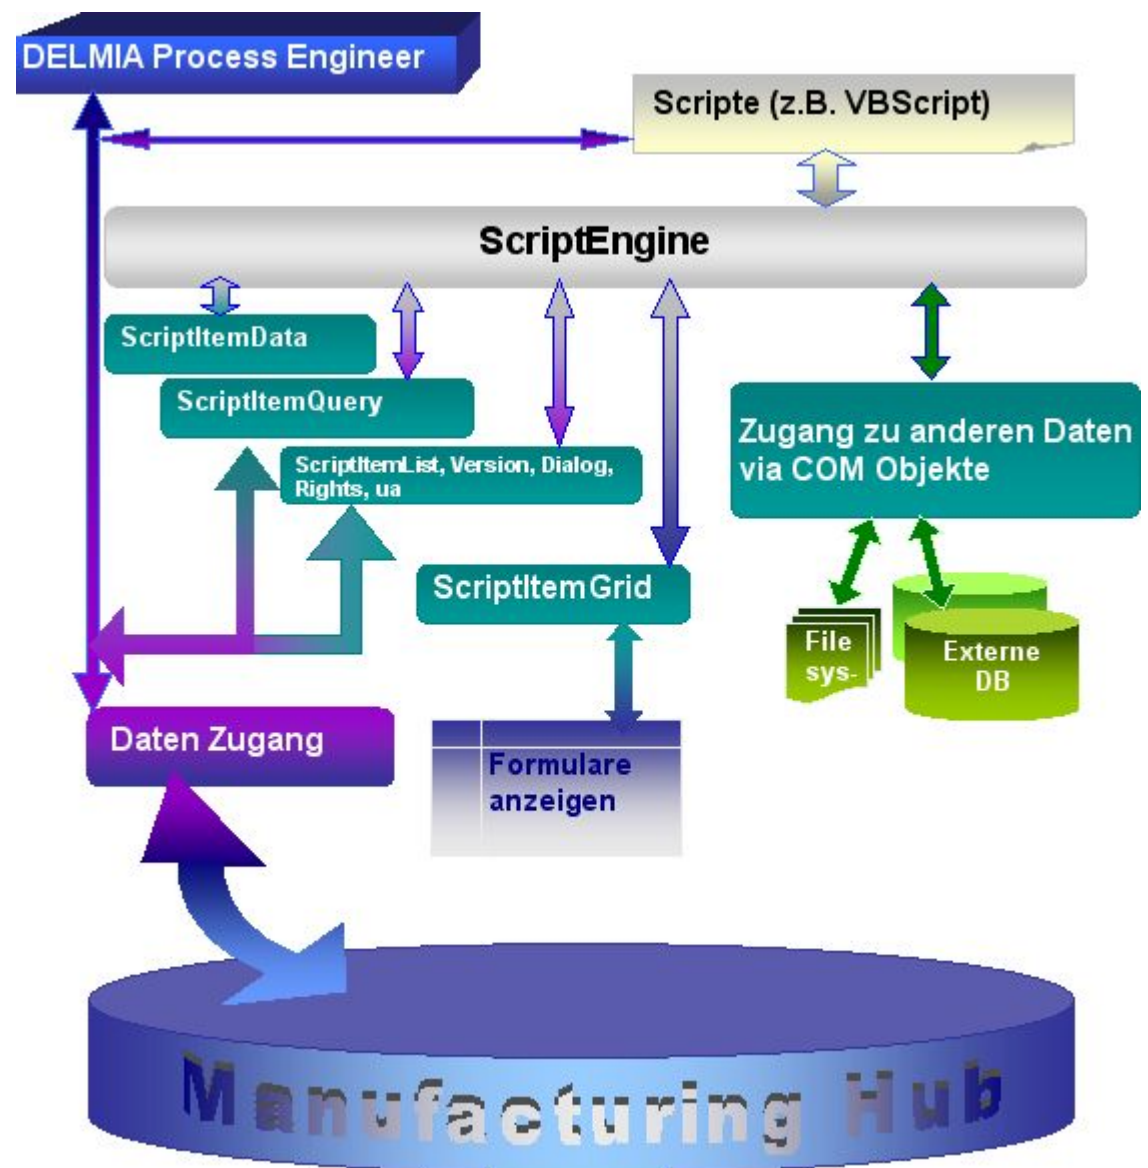 DELMIA Process Engineer
Scripte (z.B. VBScript)
ScriptEngine
ScriptItemData
ScriptItemQuery
ScriptItemList, Version, Dialog,
Rights, ua
Zugang zu anderen Daten
via COM Objekte
ScriptItemGrid
File
sys-
Externe
DB
Daten Zugang
Formulare
anzeigen
Manufacturing Hub